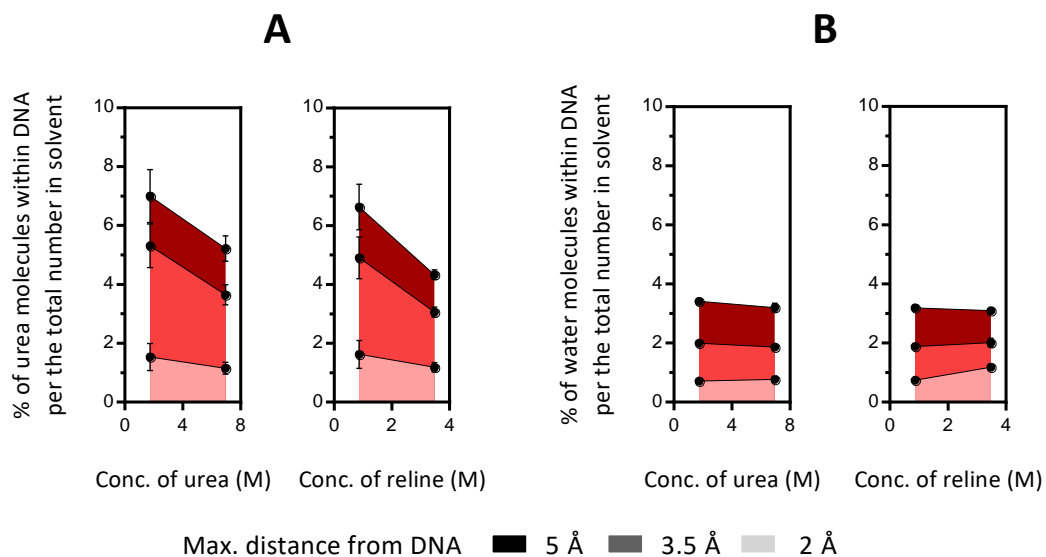 A
B
% of urea molecules within DNA
per the total number in solvent
10
8
6
4
2
0
0 4 8
Conc. of urea (M)
10
8
6
4
2
0
0 2 4
Conc. of reline (M)
% of water molecules within DNA
per the total number in solvent
10
8
6
4
2
0
0 4 8
Conc. of urea (M)
10
8
6
4
2
0
0 2 4
Conc. of reline (M)
Max. distance from DNA 5 Å 3.5 Å 2 Å